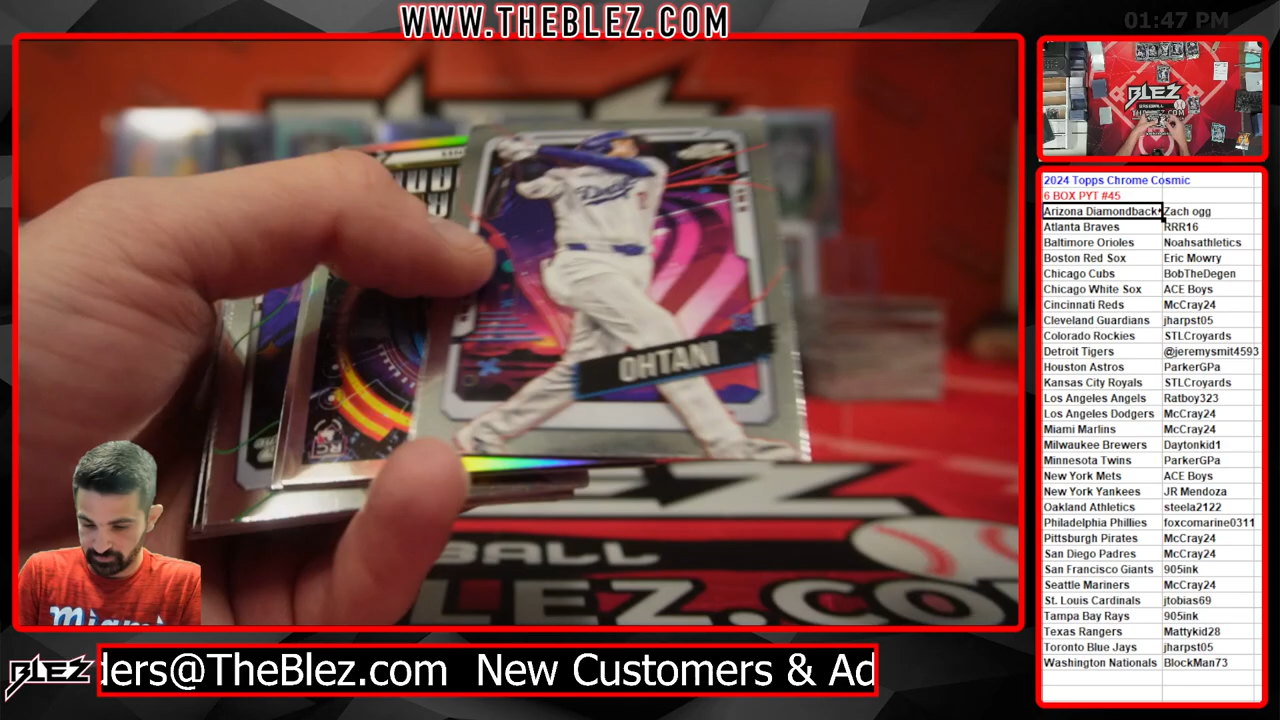 WWW.THEBLEZ.COM
01:47 PM
OHTANI
BALL
BLEZ
BASEBALL
THEBLEZ.COM
2024 Topps Chrome Cosmic
6 BOX PYT #45
Arizona Diamondback Zach ogg
Atlanta Braves RRR16
Baltimore Orioles Noahsathletics
Boston Red Sox Eric Mowry
Chicago Cubs BobTheDegen
Chicago White Sox ACE Boys
Cincinnati Reds McCray24
Cleveland Guardians jharpst05
Colorado Rockies STLCroyards
Detroit Tigers @jeremysmit4593
Houston Astros ParkerGPa
Kansas City Royals STLCroyards
Los Angeles Angels Ratboy323
Los Angeles Dodgers McCray24
Miami Marlins McCray24
Milwaukee Brewers Daytonkid1
Minnesota Twins ParkerGPa
New York Mets ACE Boys
New York Yankees JR Mendoza
Oakland Athletics steela2122
Philadelphia Phillies foxcomarine0311
Pittsburgh Pirates McCray24
San Diego Padres McCray24
San Francisco Giants 905ink
Seattle Mariners McCray24
St. Louis Cardinals jtobias69
Tampa Bay Rays 905ink
Texas Rangers Mattykid28
Toronto Blue Jays jharpst05
Washington Nationals BlockMan73
BLEZ
ders@TheBlez.com New Customers & Ad